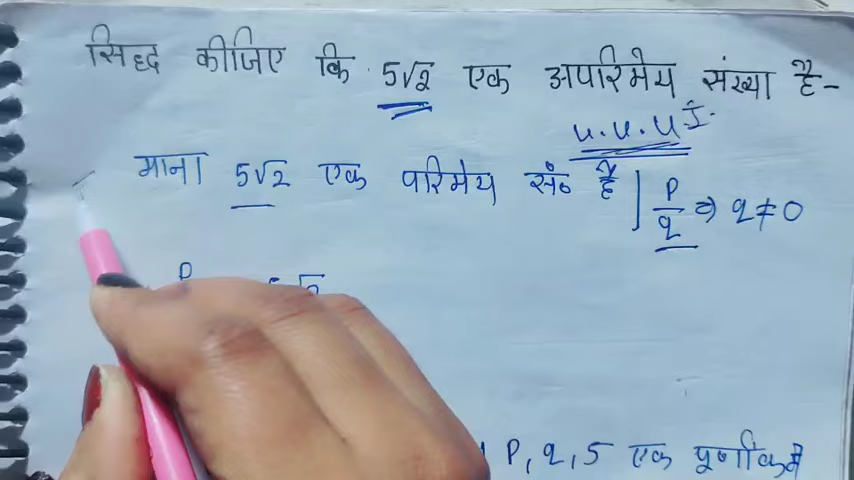 सिद्ध कीजिए कि 5√2 एक अपरिमेय संख्या है-
माना 5√2 एक परिमेय सं० है ] p/q ⇒ q ≠ 0
P, q, 5 एक पूर्णांक